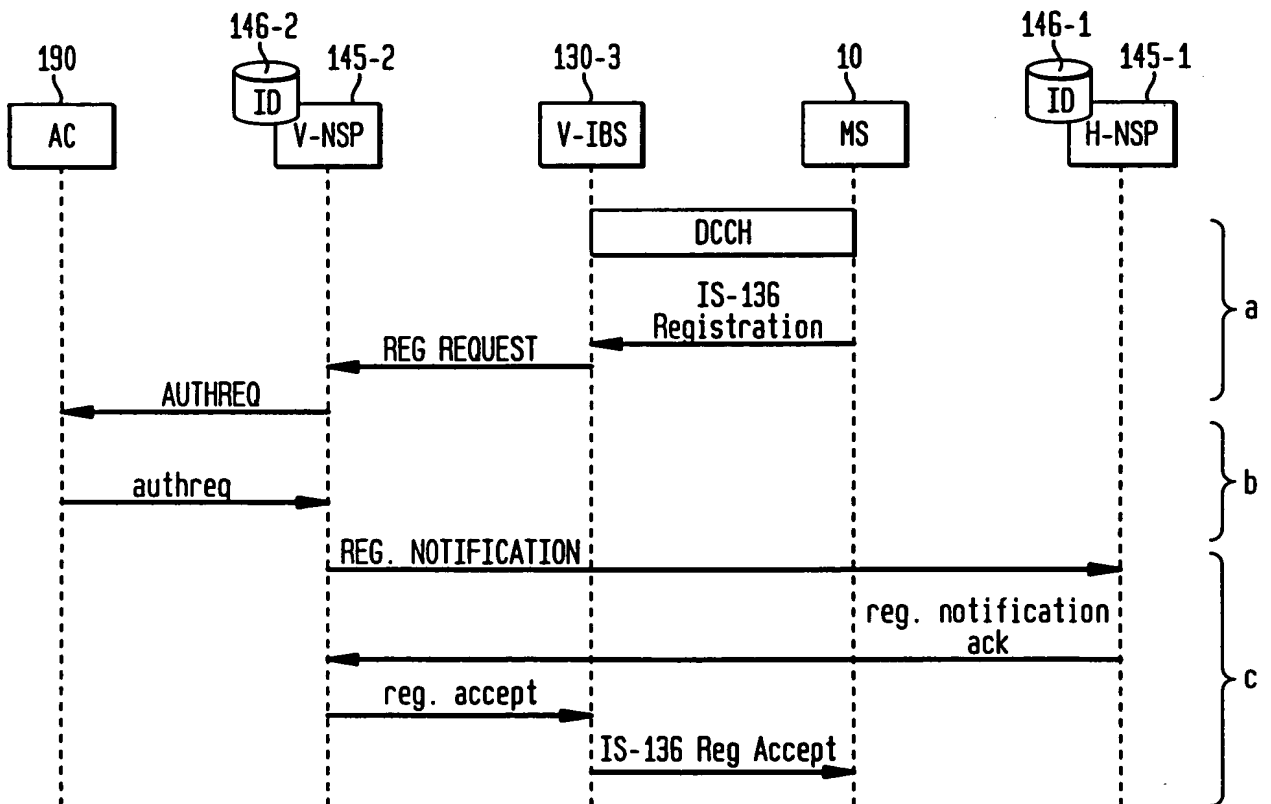 146-2
146-1
190
145-2
130-3
10
145-1
ID
ID
AC
V-NSP
V-IBS
MS
H-NSP
DCCH
a
IS-136
Registration
REG REQUEST
AUTHREQ
b
authreq
REG. NOTIFICATION
reg. notification
ack
c
reg. accept
IS-136 Reg Accept